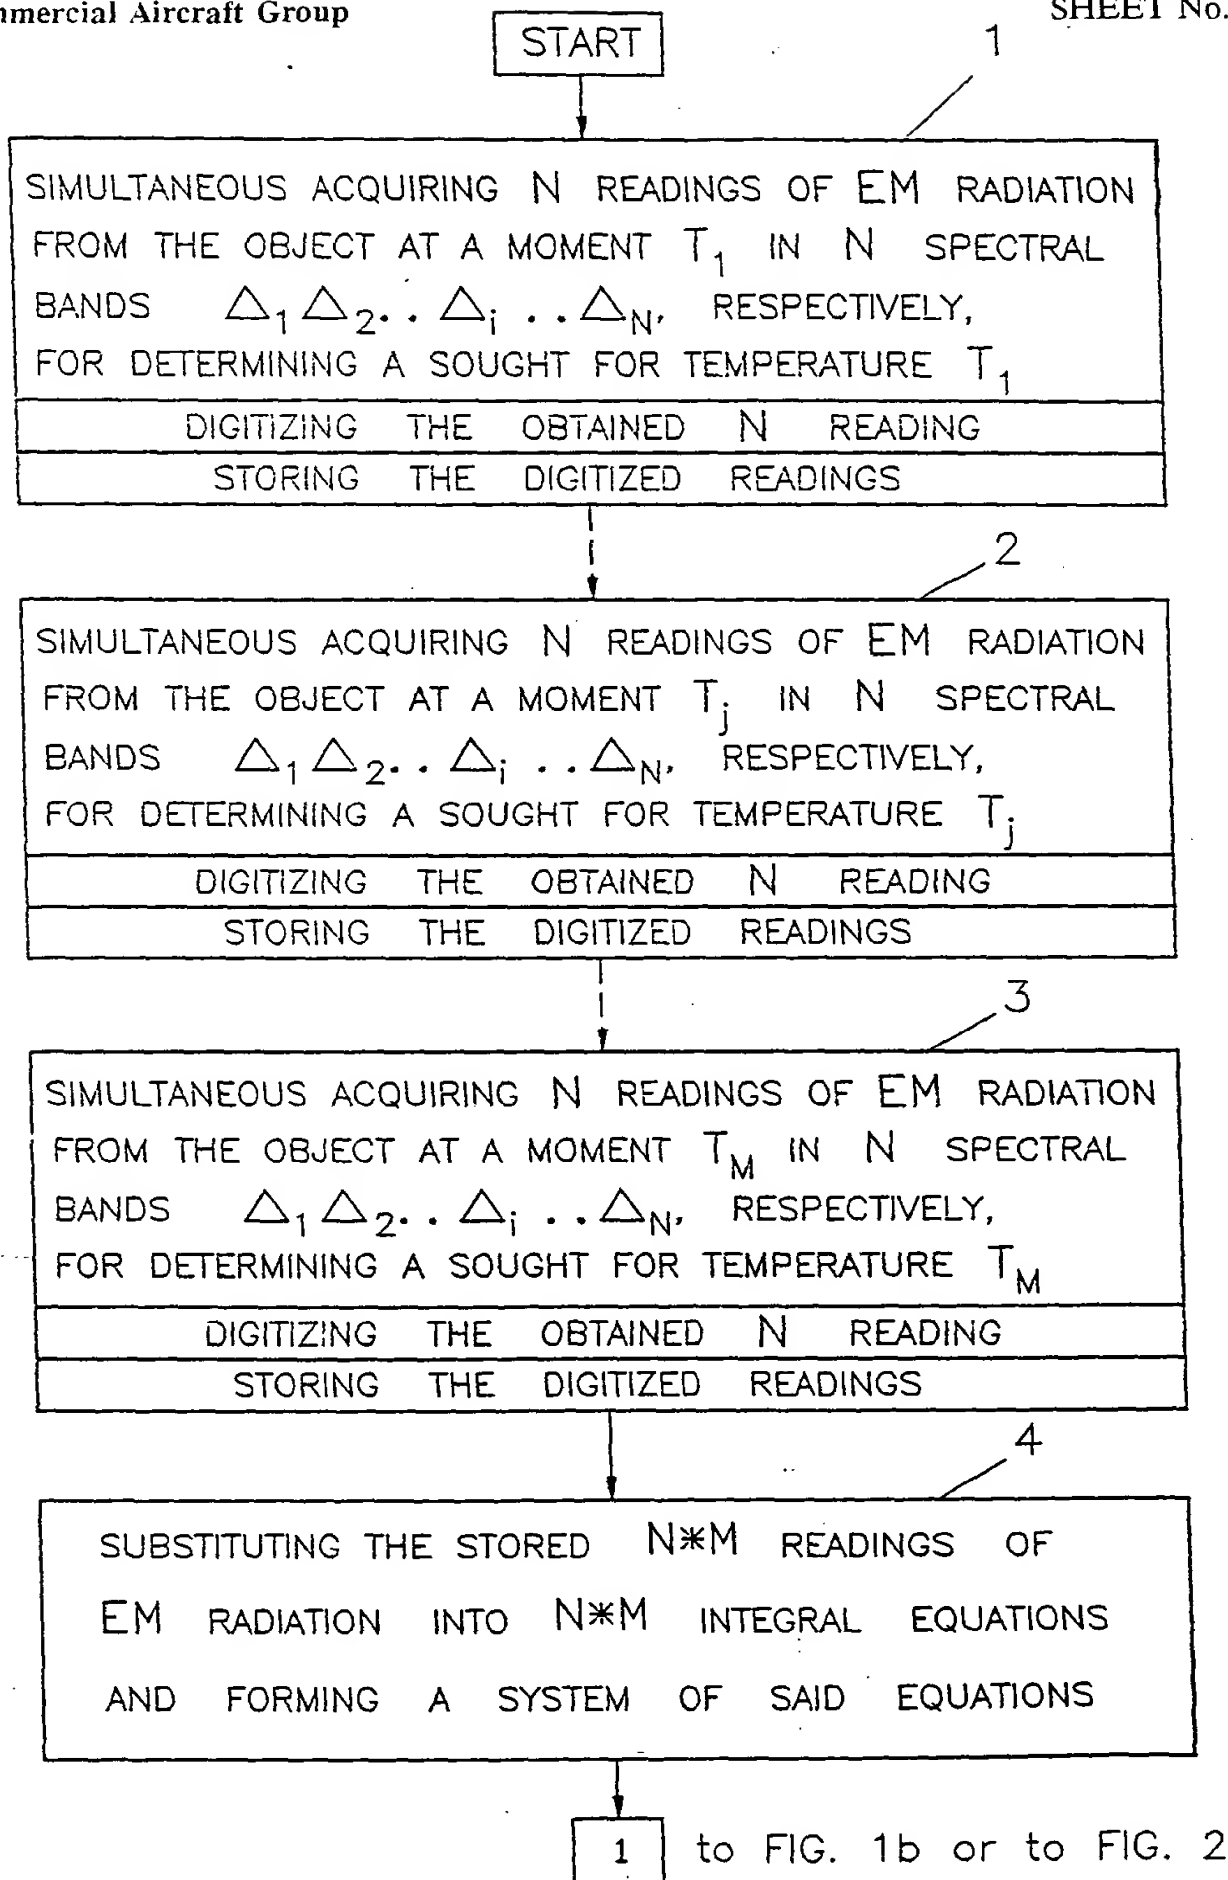 Aircraft Group
SHEET No.
START
1
SIMULTANEOUS ACQUIRING N READINGS OF EM RADIATION
FROM THE OBJECT AT A MOMENT T₁ IN N SPECTRAL
BANDS Δ₁ Δ₂.. Δᵢ ..Δ_N, RESPECTIVELY,
FOR DETERMINING A SOUGHT FOR TEMPERATURE T₁
DIGITIZING THE OBTAINED N READING
STORING THE DIGITIZED READINGS
2
SIMULTANEOUS ACQUIRING N READINGS OF EM RADIATION
FROM THE OBJECT AT A MOMENT Tⱼ IN N SPECTRAL
BANDS Δ₁ Δ₂.. Δᵢ ..Δ_N, RESPECTIVELY,
FOR DETERMINING A SOUGHT FOR TEMPERATURE Tⱼ
DIGITIZING THE OBTAINED N READING
STORING THE DIGITIZED READINGS
3
SIMULTANEOUS ACQUIRING N READINGS OF EM RADIATION
FROM THE OBJECT AT A MOMENT T_M IN N SPECTRAL
BANDS Δ₁ Δ₂.. Δᵢ ..Δ_N, RESPECTIVELY,
FOR DETERMINING A SOUGHT FOR TEMPERATURE T_M
DIGITIZING THE OBTAINED N READING
STORING THE DIGITIZED READINGS
4
SUBSTITUTING THE STORED N*M READINGS OF
EM RADIATION INTO N*M INTEGRAL EQUATIONS
AND FORMING A SYSTEM OF SAID EQUATIONS
1 to FIG. 1b or to FIG. 2